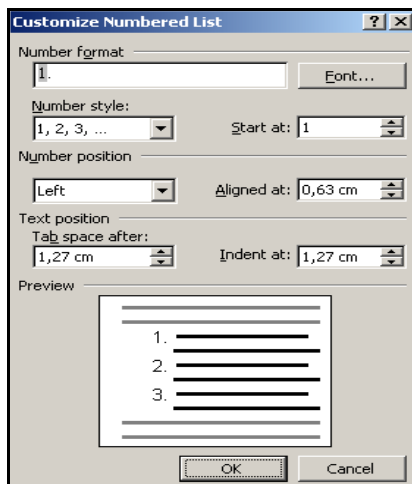 Customize Numbered List ? X
Number format
1. Font...
Number style:
1, 2, 3, ... Start at: 1
Number position
Left Aligned at: 0,63 cm
Text position
Tab space after:
1,27 cm Indent at: 1,27 cm
Preview
1.
2.
3.
OK Cancel